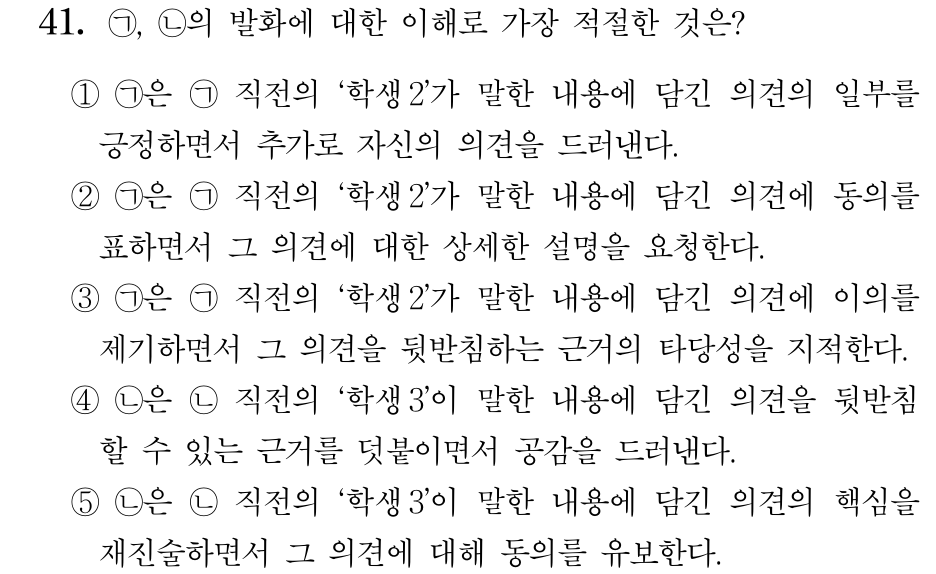 41. ㉠, ㉡의 발화에 대한 이해로 가장 적절한 것은?
① ㉠은 ㉠ 직전의 ‘학생 2’가 말한 내용에 담긴 의견의 일부를
긍정하면서 추가로 자신의 의견을 드러낸다.
② ㉠은 ㉠ 직전의 ‘학생 2’가 말한 내용에 담긴 의견에 동의를
표하면서 그 의견에 대한 상세한 설명을 요청한다.
③ ㉠은 ㉠ 직전의 ‘학생 2’가 말한 내용에 담긴 의견에 이의를
제기하면서 그 의견을 뒷받침하는 근거의 타당성을 지적한다.
④ ㉡은 ㉡ 직전의 ‘학생 3’이 말한 내용에 담긴 의견을 뒷받침
할 수 있는 근거를 덧붙이면서 공감을 드러낸다.
⑤ ㉡은 ㉡ 직전의 ‘학생 3’이 말한 내용에 담긴 의견의 핵심을
재진술하면서 그 의견에 대해 동의를 유보한다.